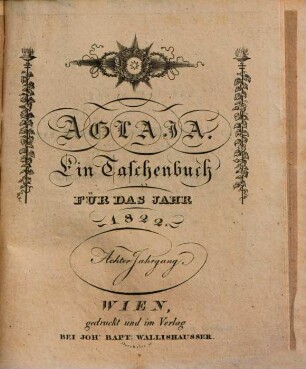 AGLAJA.
Ein Taschenbuch
FÜR DAS JAHR
1822.
Achter Jahrgang.
WIEN,
gedruckt und im Verlag
BEI JOH. BAPT. WALLISHAUSSER.